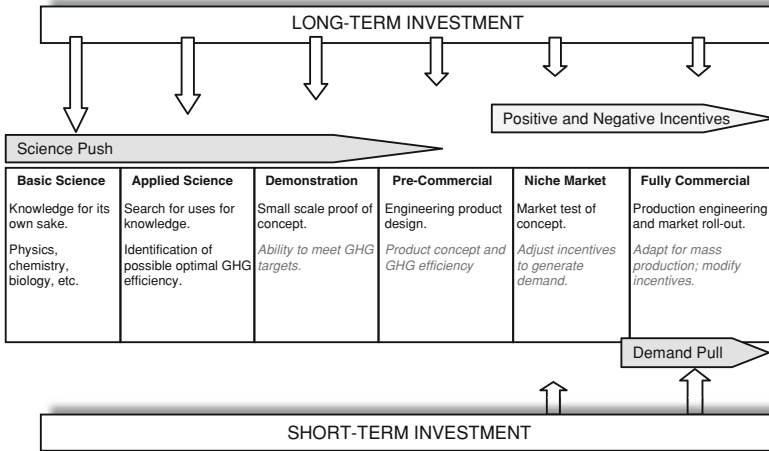 LONG-TERM INVESTMENT
Positive and Negative Incentives
Science Push
Basic Science
Knowledge for its
own sake.
Physics,
chemistry,
biology, etc.
Applied Science
Search for uses for
knowledge.
Identification of
possible optimal GHG
efficiency.
Demonstration
Small scale proof of
concept.
Ability to meet GHG
targets.
Pre-Commercial
Engineering product
design.
Product concept and
GHG efficiency
Niche Market
Market test of
concept.
Adjust incentives
to generate
demand.
Fully Commercial
Production engineering
and market roll-out.
Adapt for mass
production; modify
incentives.
Demand Pull
SHORT-TERM INVESTMENT